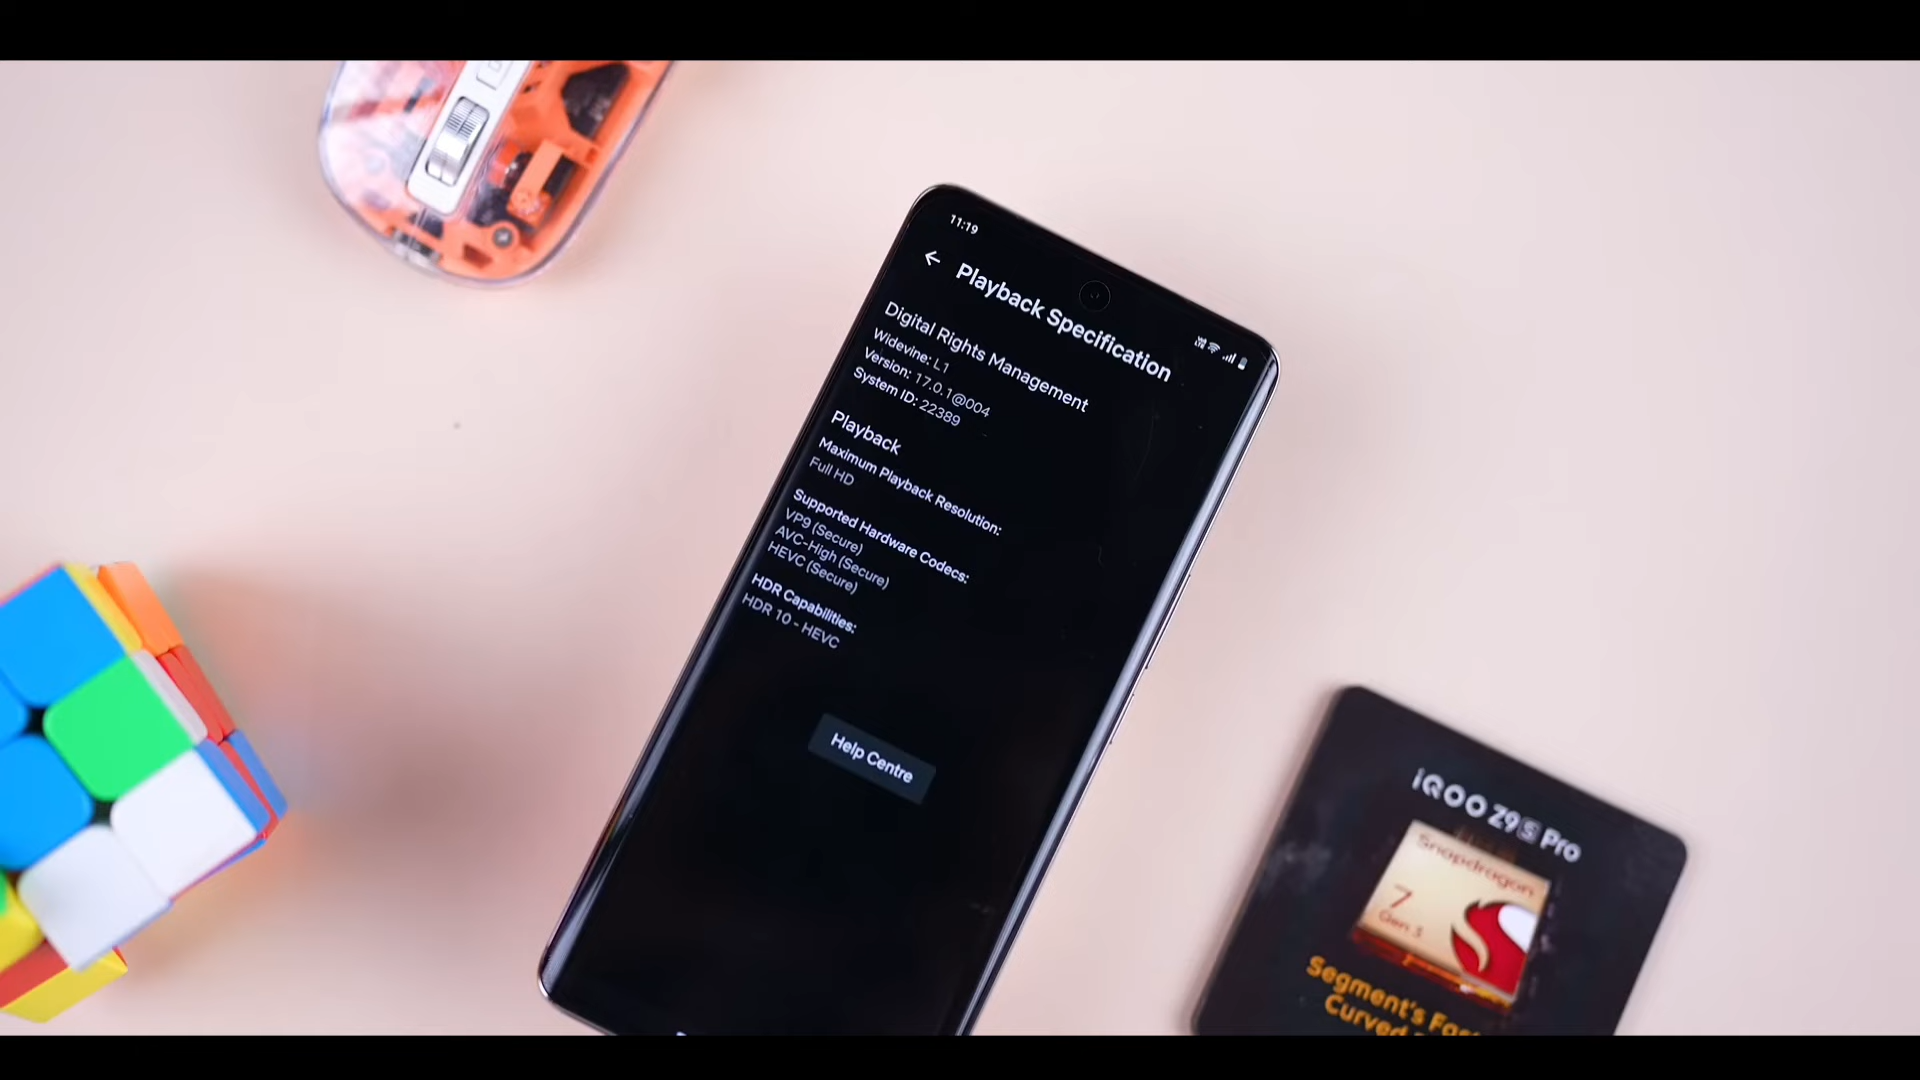 11:19
Playback Specification
Digital Rights Management
Widevine: L1
Version: 17.0.1@004
System ID: 22389
Playback
Maximum Playback Resolution:
Full HD
Supported Hardware Codecs:
VP9 (Secure)
AVC-High (Secure)
HEVC (Secure)
HDR Capabilities:
HDR 10 - HEVC
Help Centre
iQOO Z9S Pro
Snapdragon
7
Gen 3
Segment's
Curved